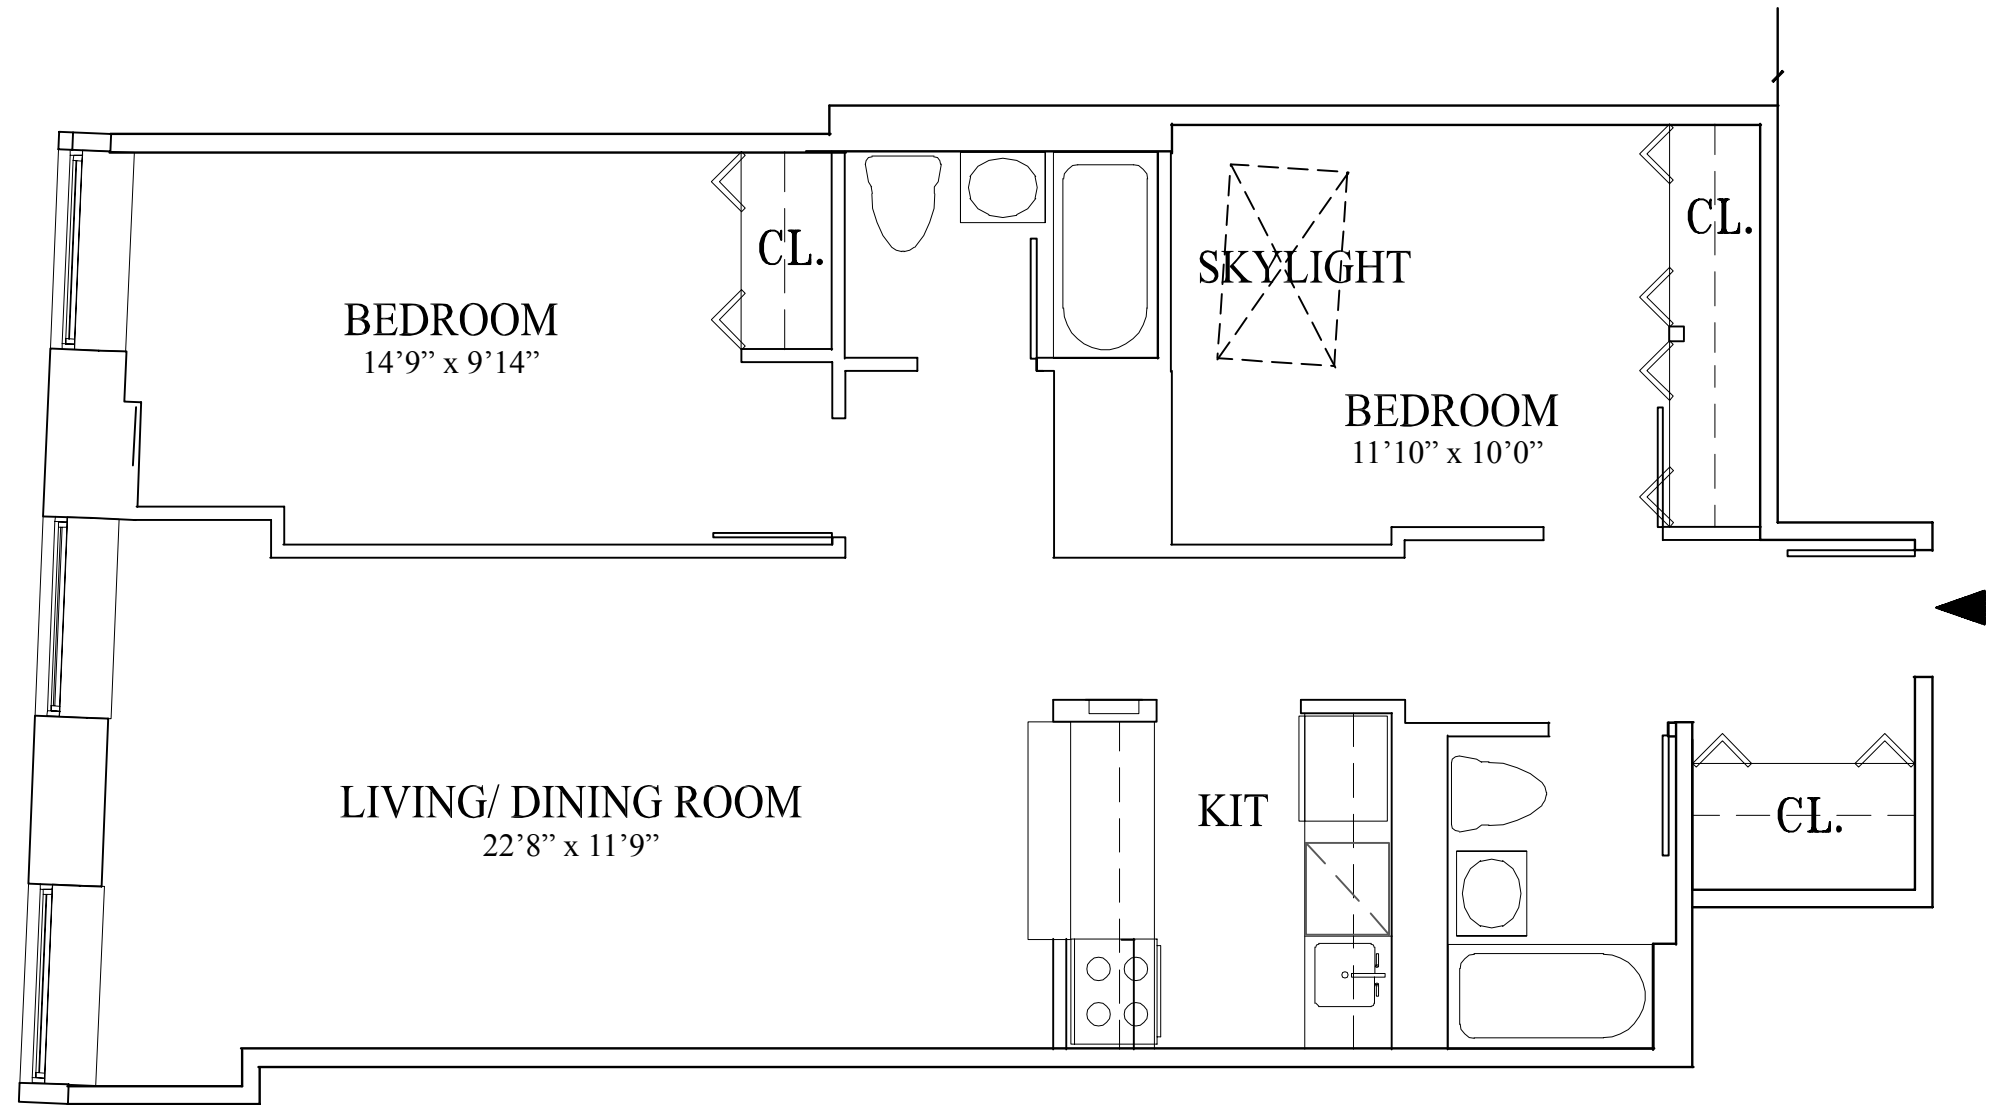 CL.
CL.
SKYLIGHT
BEDROOM
14’9” x 9’14”
BEDROOM
11’10” x 10’0”
LIVING/ DINING ROOM
22’8” x 11’9”
KIT
CL.